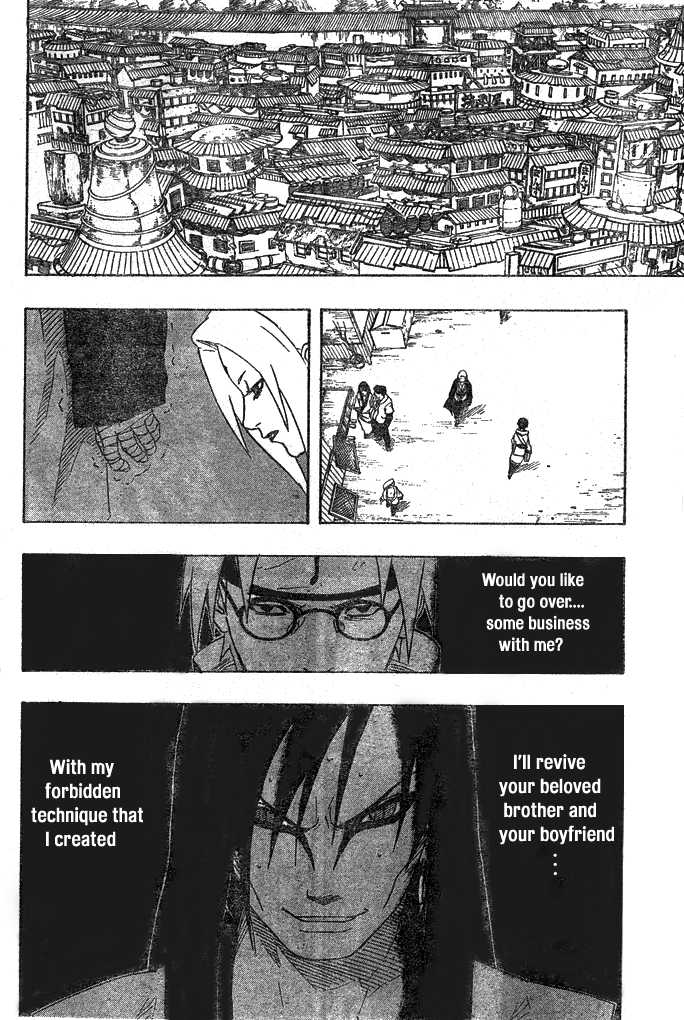 Would you like
to go over....
some business
with me?
With my
forbidden
technique that
I created
I'll revive
your beloved
brother and
your boyfriend
...